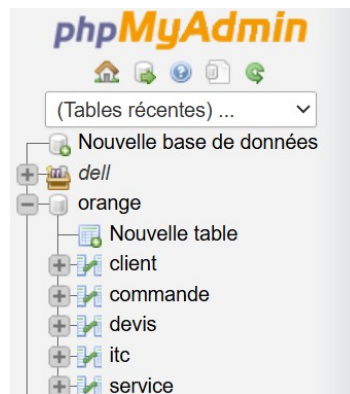 phpMyAdmin
(Tables récentes) ...
Nouvelle base de données
dell
orange
Nouvelle table
client
commande
devis
itc
service